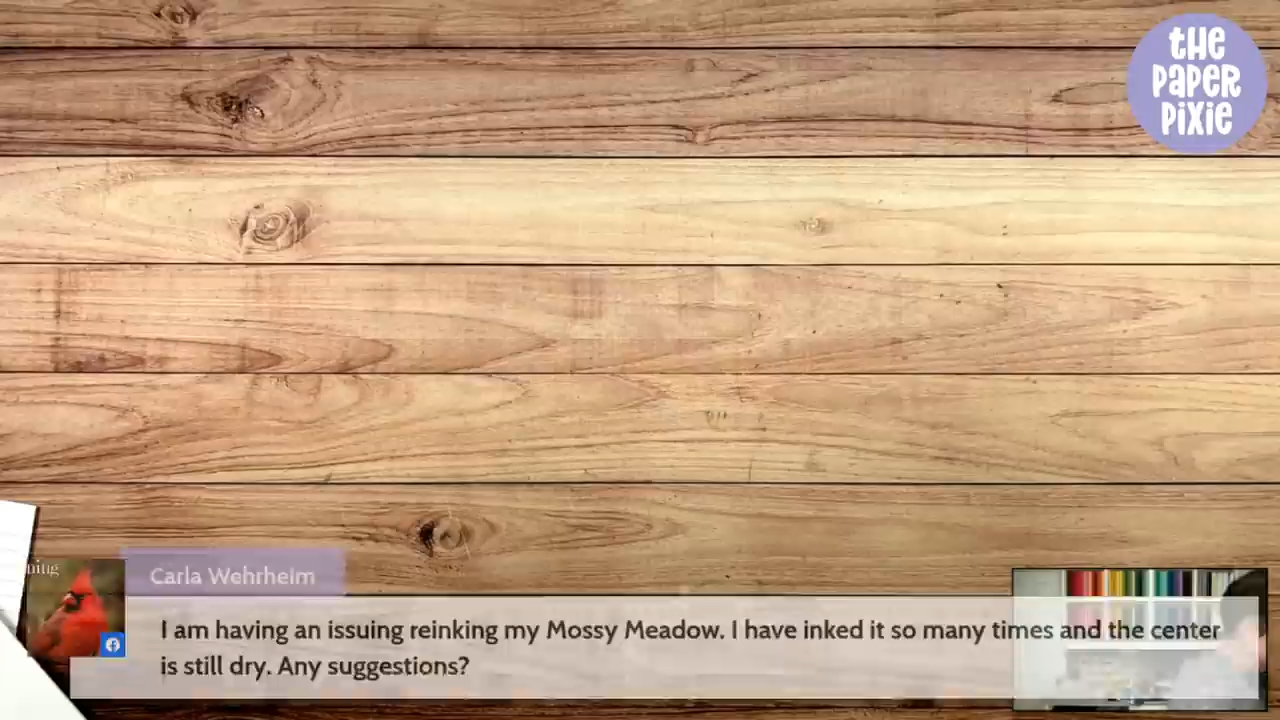 the
PAPER
PiXiE
ning
Carla Wehrheim
I am having an issuing reinking my Mossy Meadow. I have inked it so many times and the center
is still dry. Any suggestions?